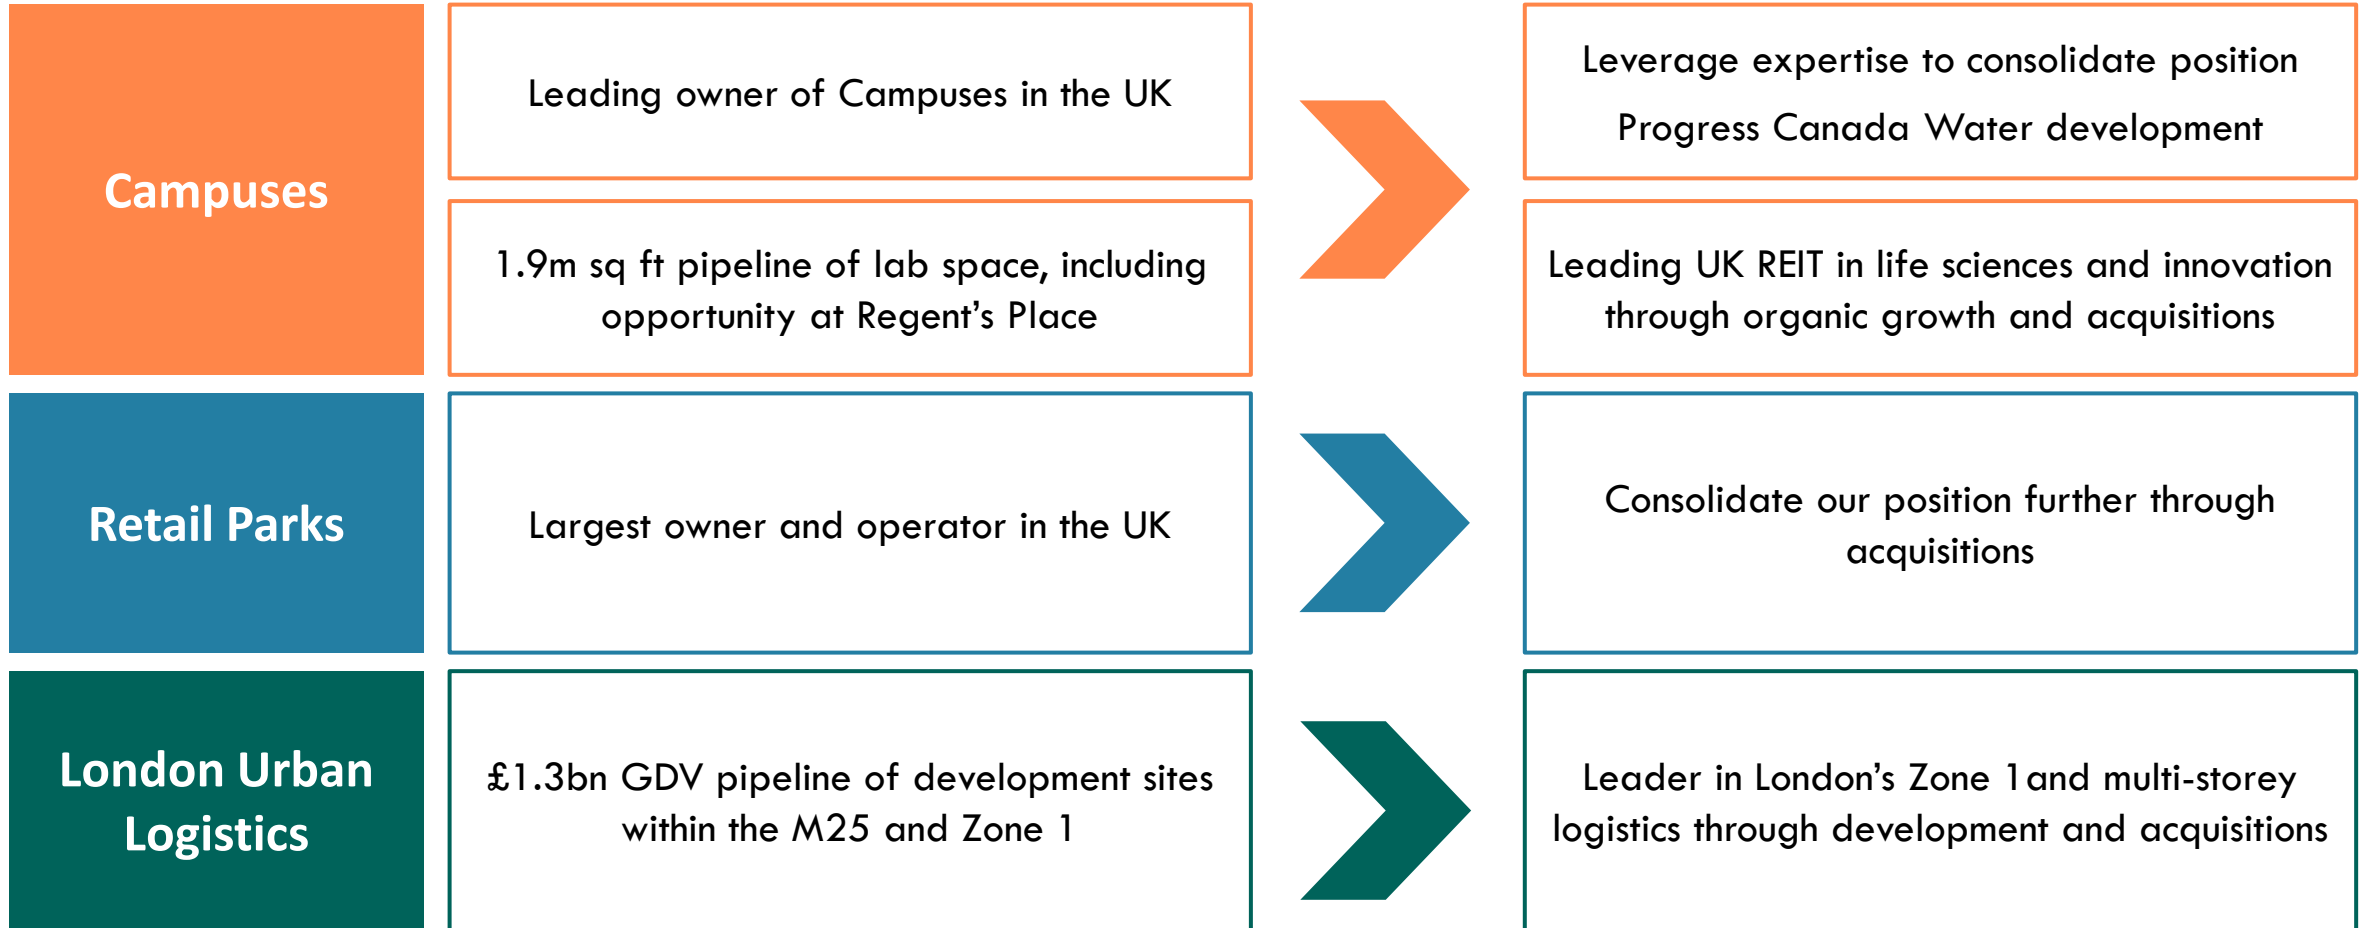 Campuses
Leading owner of Campuses in the UK
Leverage expertise to consolidate position
Progress Canada Water development
1.9m sq ft pipeline of lab space, including
opportunity at Regent’s Place
Leading UK REIT in life sciences and innovation
through organic growth and acquisitions
Retail Parks
Largest owner and operator in the UK
Consolidate our position further through
acquisitions
London Urban
Logistics
£1.3bn GDV pipeline of development sites
within the M25 and Zone 1
Leader in London’s Zone 1and multi-storey
logistics through development and acquisitions